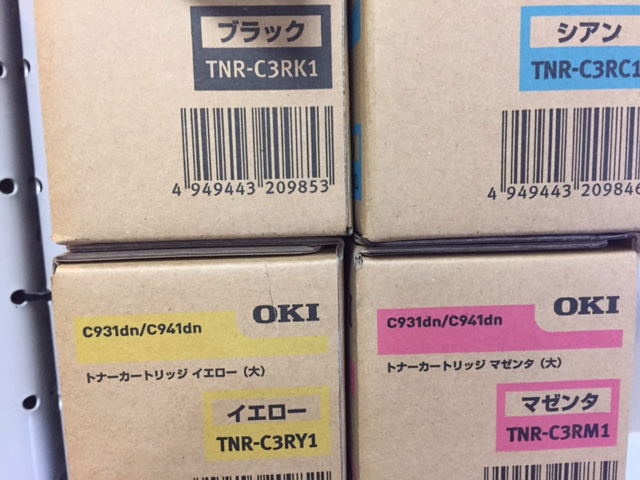 ブラック
TNR-C3RK1
4 949443 209853
シアン
TNR-C3RC1
4 949443 209846
OKI
C931dn/C941dn
トナーカートリッジ イエロー（大）
イエロー
TNR-C3RY1
OKI
C931dn/C941dn
トナーカートリッジ マゼンタ（大）
マゼンタ
TNR-C3RM1